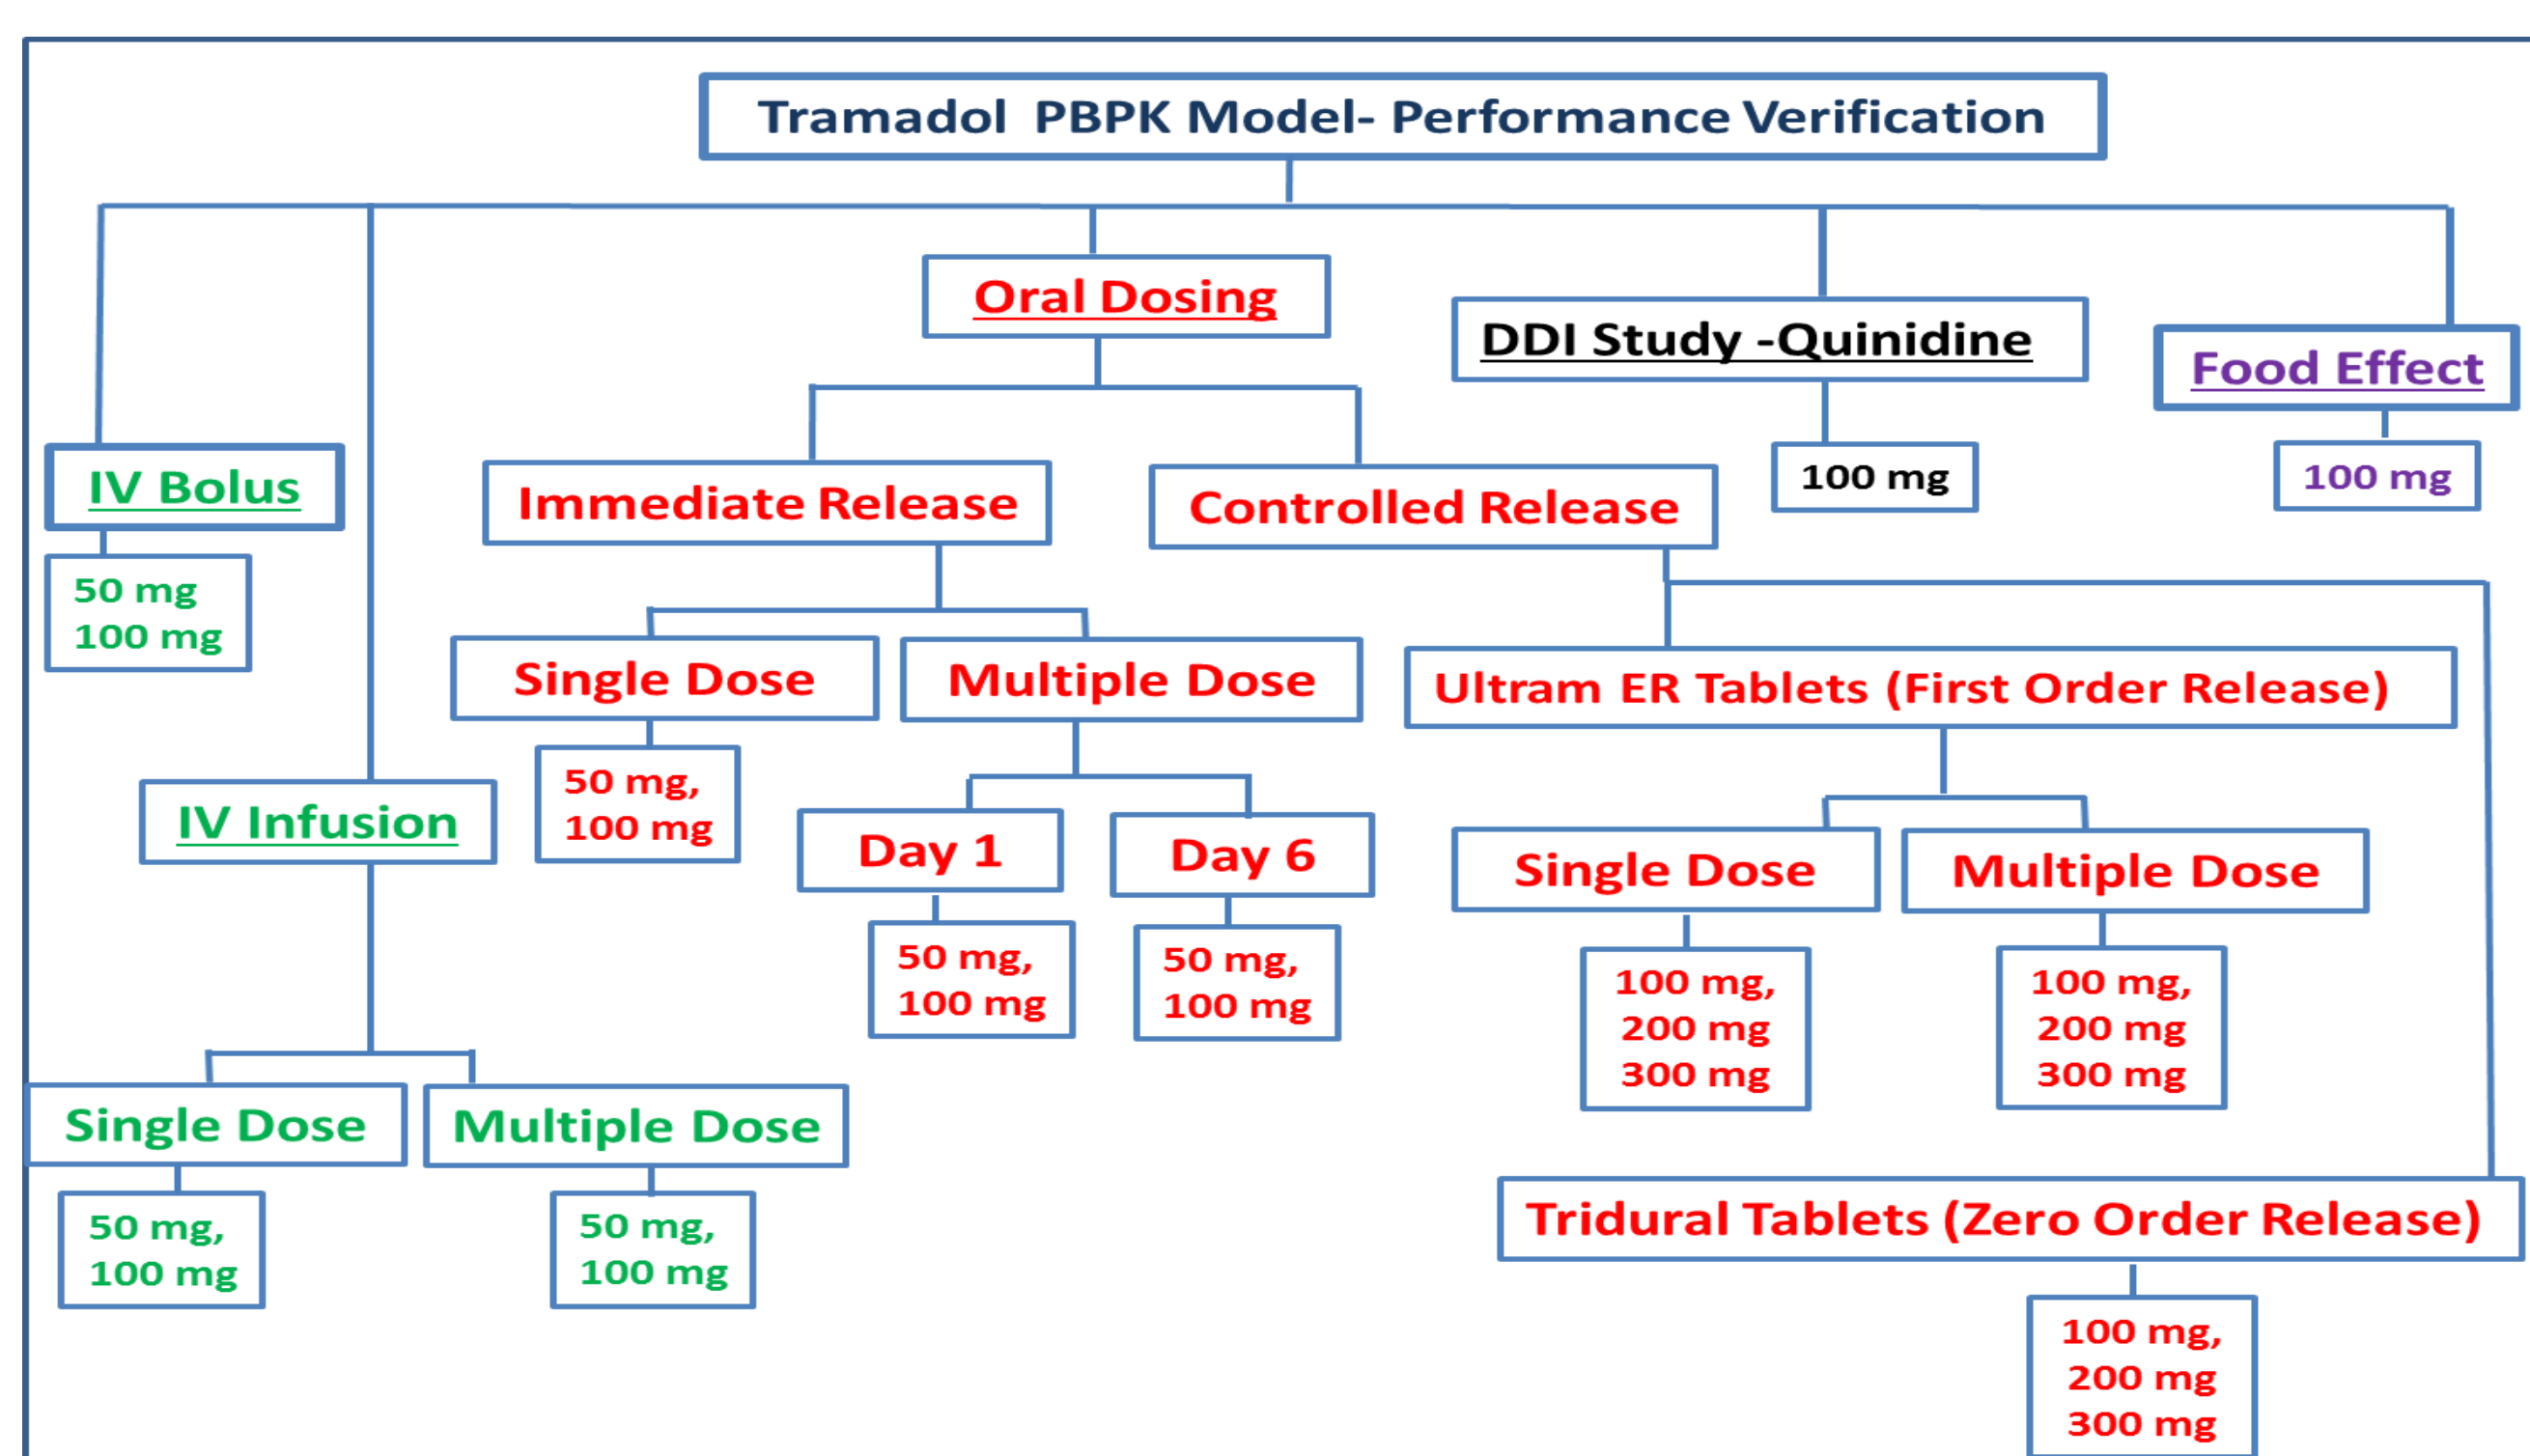 Tramadol PBPK Model- Performance Verification
Oral Dosing
DDI Study -Quinidine
Food Effect
100 mg
100 mg
IV Bolus
50 mg
100 mg
Immediate Release
Controlled Release
Single Dose
Multiple Dose
50 mg,
100 mg
Day 1
Day 6
50 mg,
100 mg
50 mg,
100 mg
Ultram ER Tablets (First Order Release)
Single Dose
Multiple Dose
100 mg,
200 mg
300 mg
100 mg,
200 mg
300 mg
IV Infusion
Single Dose
Multiple Dose
50 mg,
100 mg
50 mg,
100 mg
Tridural Tablets (Zero Order Release)
100 mg,
200 mg
300 mg